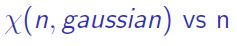 χ(n, gaussian) vs n